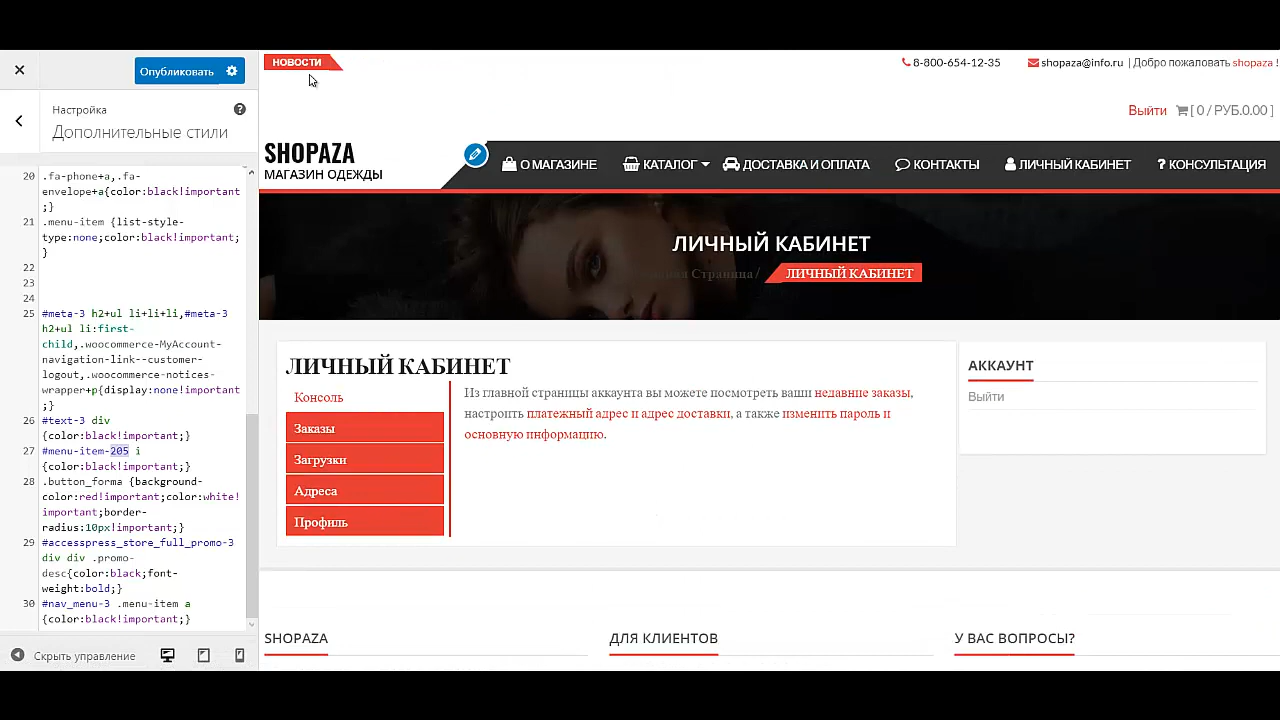 Опубликовать
Настройка
Дополнительные стили
20 .fa-phone+a,.fa-
envelope+a{color:black!important
;}
21 .menu-item {list-style-
type:none;color:black!important;
}
22
23
24
25 #meta-3 h2+ul li+li+li,#meta-3
h2+ul li:first-
child,.woocommerce-MyAccount-
navigation-link--customer-
logout,.woocommerce-notices-
wrapper+p{display:none!important
;}
26 #text-3 div
{color:black!important;}
27 #menu-item-205 i
{color:black!important;}
28 .button_forma {background-
color:red!important;color:white!
important;border-
radius:10px!important;}
29 #accesspress_store_full_promo-3
div div .promo-
desc{color:black;font-
weight:bold;}
30 #nav_menu-3 .menu-item a
{color:black!important;}
Скрыть управление
НОВОСТИ
8-800-654-12-35 shopaza@info.ru | Добро пожаловать shopaza !
Выйти [ 0 / РУБ.0.00 ]
SHOPAZA
МАГАЗИН ОДЕЖДЫ
О МАГАЗИНЕ КАТАЛОГ ДОСТАВКА И ОПЛАТА КОНТАКТЫ ЛИЧНЫЙ КАБИНЕТ ? КОНСУЛЬТАЦИЯ
ЛИЧНЫЙ КАБИНЕТ
Страница / ЛИЧНЫЙ КАБИНЕТ
ЛИЧНЫЙ КАБИНЕТ
Консоль
Заказы
Загрузки
Адреса
Профиль
Из главной страницы аккаунта вы можете посмотреть ваши недавние заказы,
настроить платежный адрес и адрес доставки, а также изменить пароль и
основную информацию.
АККАУНТ
Выйти
SHOPAZA
ДЛЯ КЛИЕНТОВ
У ВАС ВОПРОСЫ?